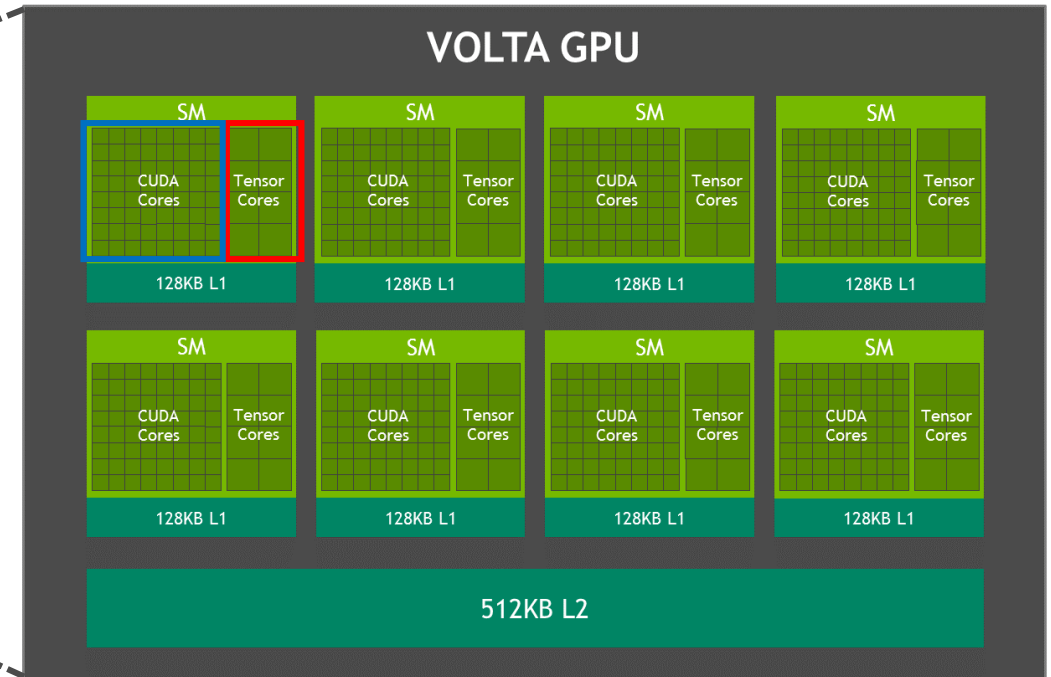 VOLTA GPU
SM
SM
SM
SM
CUDA
Cores
Tensor
Cores
CUDA
Cores
Tensor
Cores
CUDA
Cores
Tensor
Cores
CUDA
Cores
Tensor
Cores
128KB L1
128KB L1
128KB L1
128KB L1
SM
SM
SM
SM
CUDA
Cores
Tensor
Cores
CUDA
Cores
Tensor
Cores
CUDA
Cores
Tensor
Cores
CUDA
Cores
Tensor
Cores
128KB L1
128KB L1
128KB L1
128KB L1
512KB L2